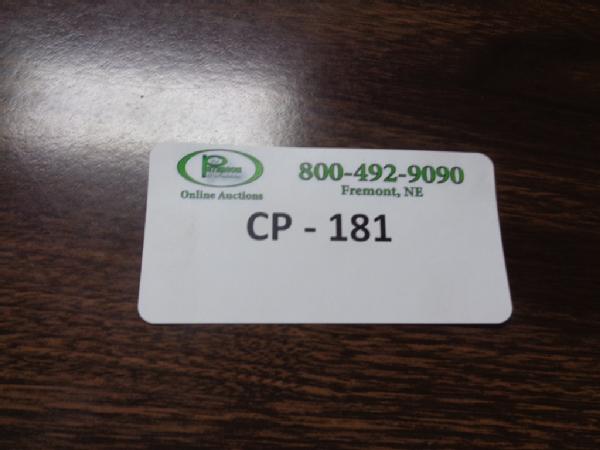 800-492-9090
Fremont, NE
Online Auctions
CP - 181